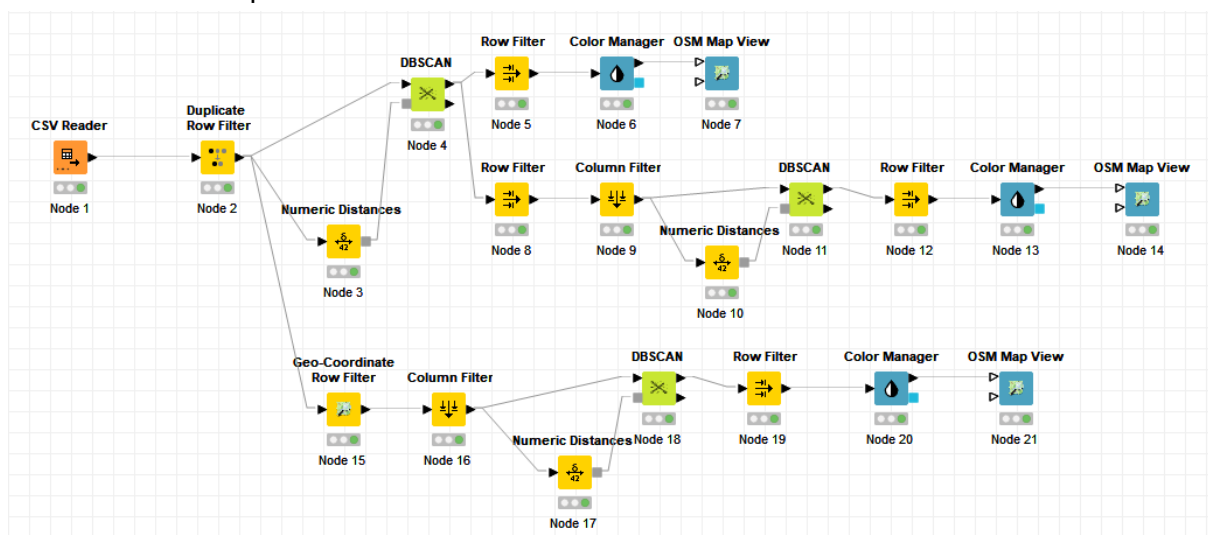 Row Filter Color Manager OSM Map View
DBSCAN
Node 5 Node 6 Node 7
Duplicate
CSV Reader Row Filter
Node 4
Row Filter Column Filter DBSCAN Row Filter Color Manager OSM Map View
Node 1 Node 2
Numeric Distances
δ
42
Numeric Distances
Node 8 Node 9 Node 11 Node 12 Node 13 Node 14
δ
42
Node 3
Node 10
Geo-Coordinate
Row Filter Column Filter DBSCAN Row Filter Color Manager OSM Map View
Numeric Distances Node 18 Node 19 Node 20 Node 21
Node 15 Node 16
δ
42
Node 17